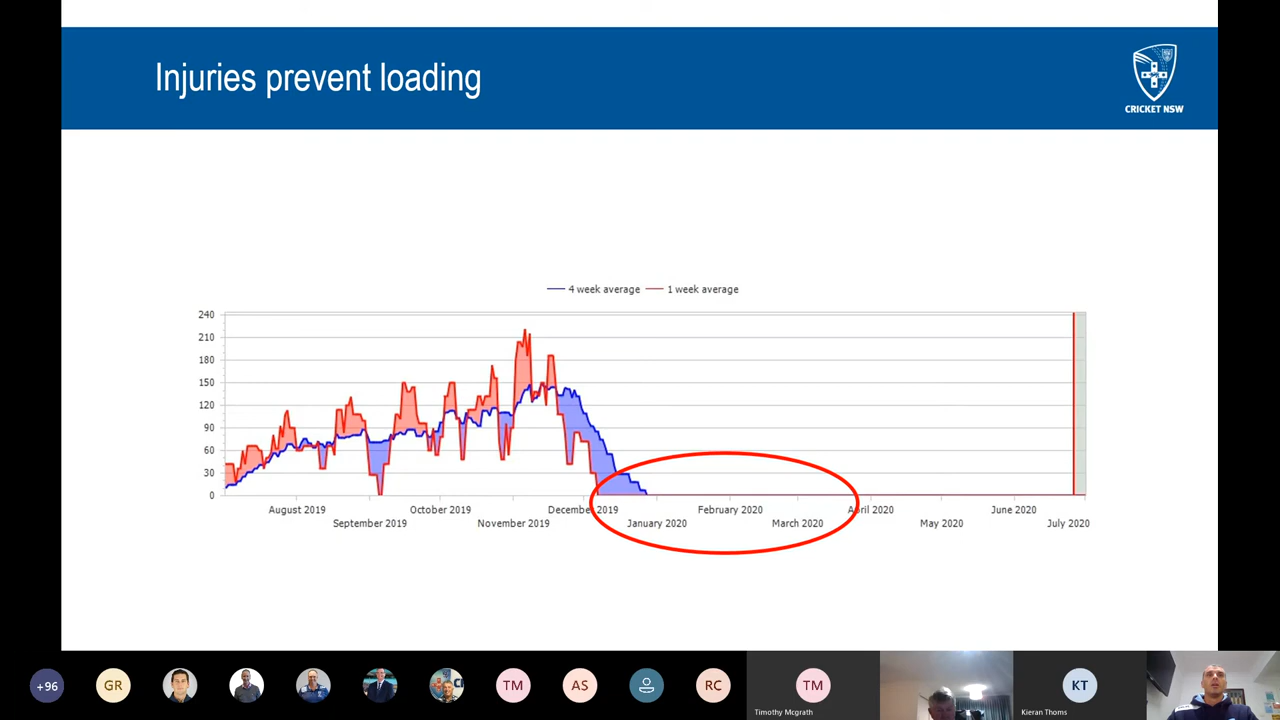 Injuries prevent loading
CRICKET NSW
4 week average 1 week average
240
210
180
150
120
90
60
30
0
August 2019 October 2019 December 2019 February 2020 April 2020 June 2020
September 2019 November 2019 January 2020 March 2020 May 2020 July 2020
+96 GR TM AS RC TM KT
Timothy Mcgrath Kieran Thoms